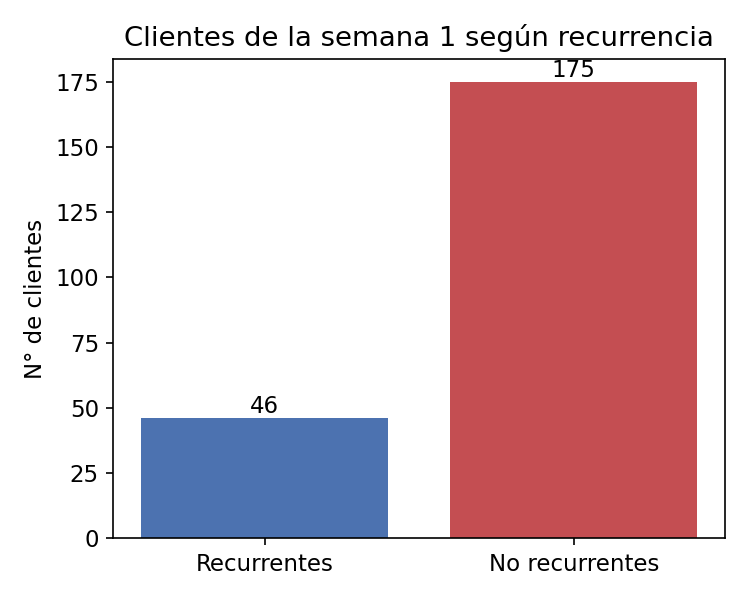 Clientes de la semana 1 según recurrencia
N° de clientes
175
150
125
100
75
50
25
0
46
175
Recurrentes
No recurrentes